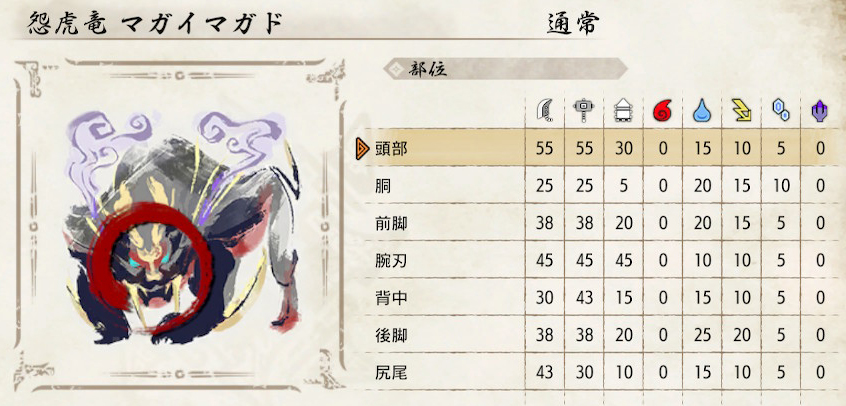 怨虎竜 マガイマガド
通常
部位
頭部 55 55 30 0 15 10 5 0
胴 25 25 5 0 20 15 10 0
前脚 38 38 20 0 20 15 5 0
腕刃 45 45 45 0 10 10 5 0
背中 30 43 15 0 15 10 5 0
後脚 38 38 20 0 25 20 5 0
尻尾 43 30 10 0 15 10 5 0